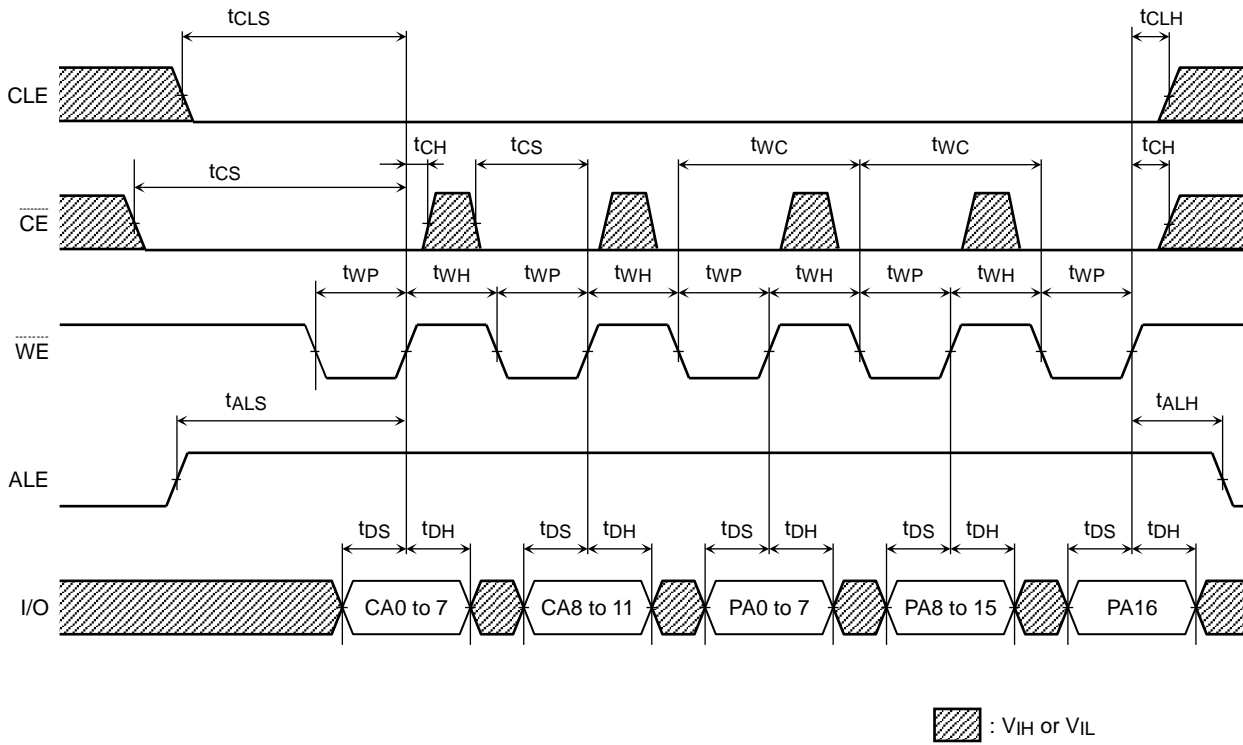 tCLS tCLH
CLE
tCH tCS tWC tWC tCH
tCS
CE
tWP tWH tWP tWH tWP tWH tWP tWH tWP
WE
tALS tALH
ALE
tDS tDH tDS tDH tDS tDH tDS tDH tDS tDH
I/O CA0 to 7 CA8 to 11 PA0 to 7 PA8 to 15 PA16
: VIH or VIL